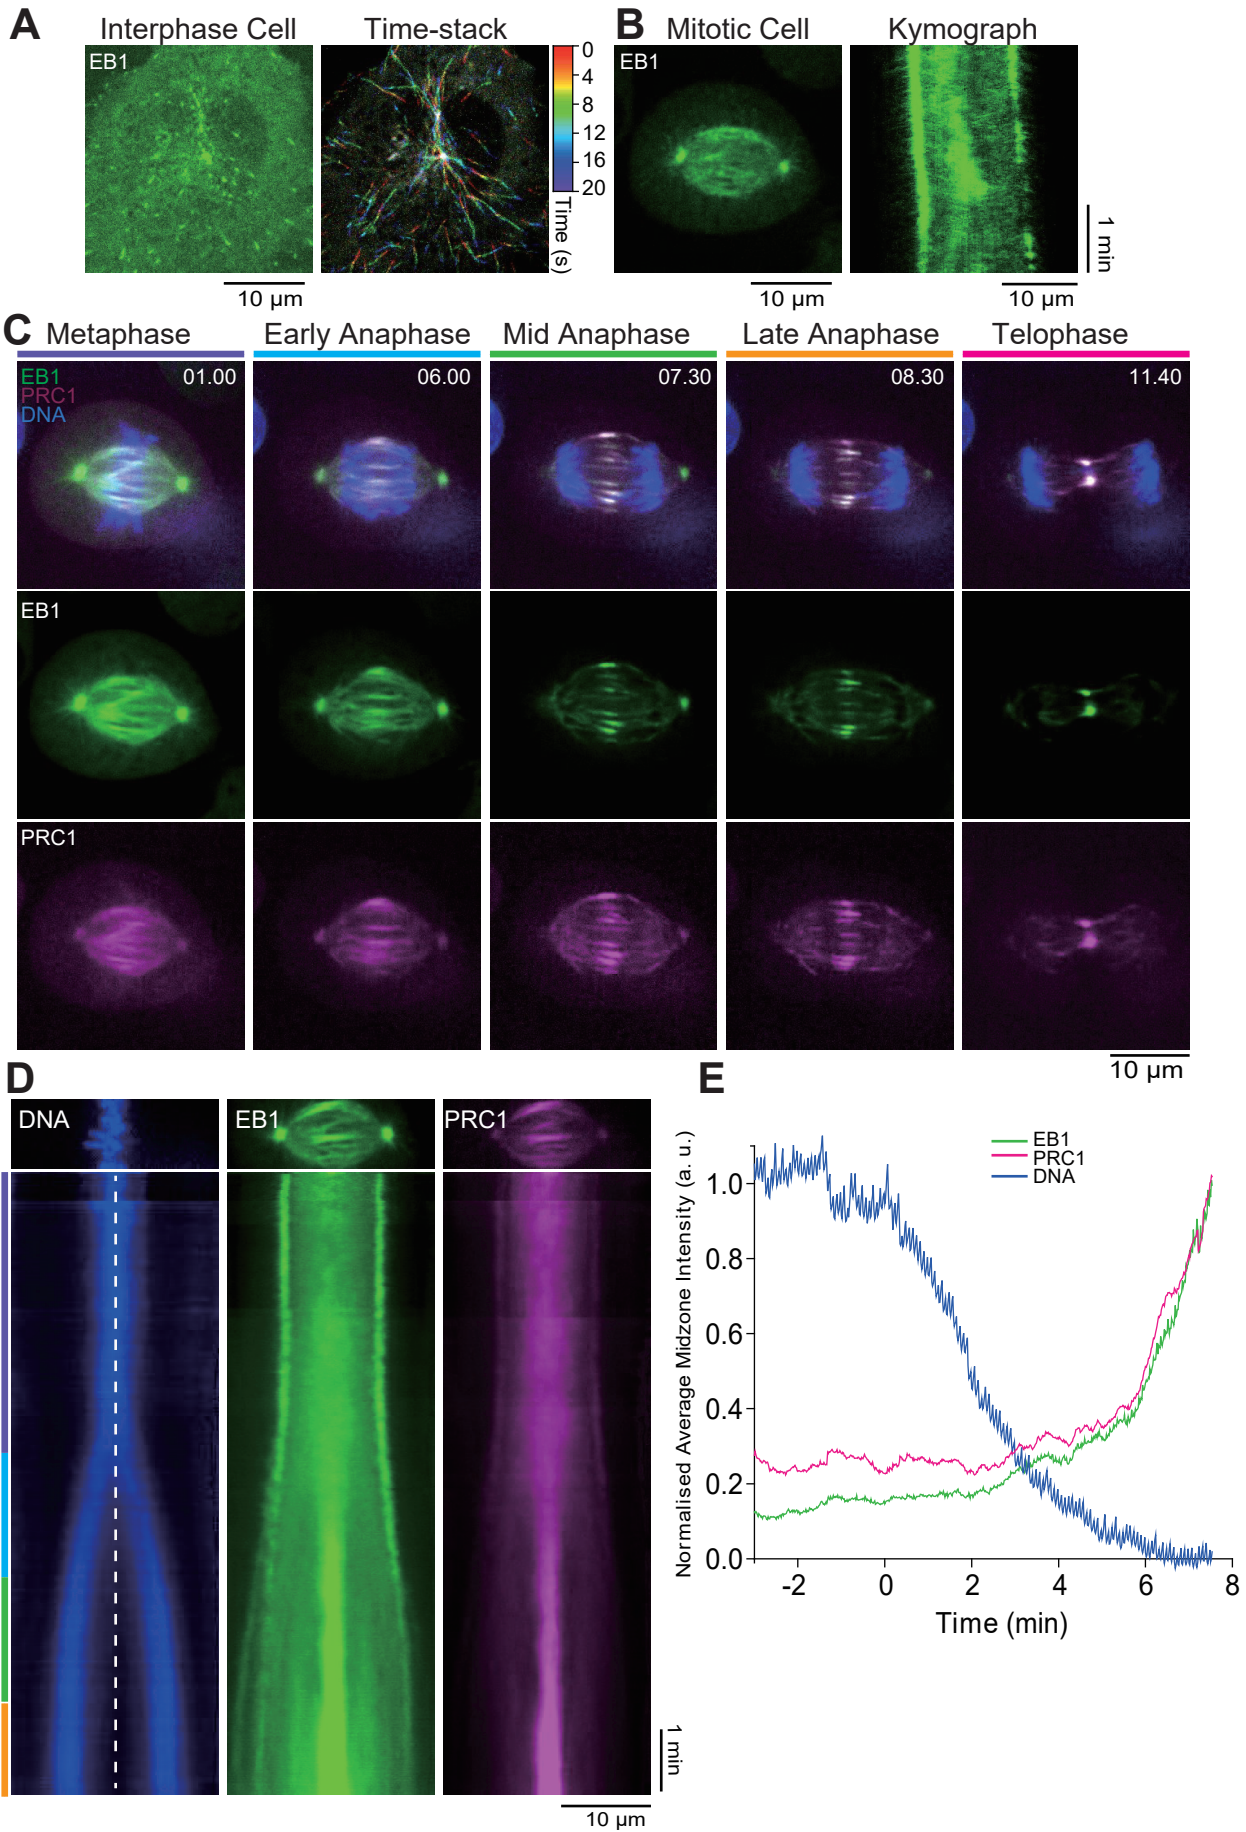 A
Interphase Cell
Time-stack
EB1
0
4
8
12
16
20
Time (s)
10 µm
B
Mitotic Cell
Kymograph
EB1
1 min
10 µm
10 µm
C
Metaphase
Early Anaphase
Mid Anaphase
Late Anaphase
Telophase
EB1
PRC1
DNA
01.00
06.00
07.30
08.30
11.40
EB1
PRC1
10 µm
D
DNA
EB1
PRC1
1 min
10 µm
E
Normalised Average Midzone Intensity (a. u.)
EB1
PRC1
DNA
1.0
0.8
0.6
0.4
0.2
0.0
-2
0
2
4
6
8
Time (min)